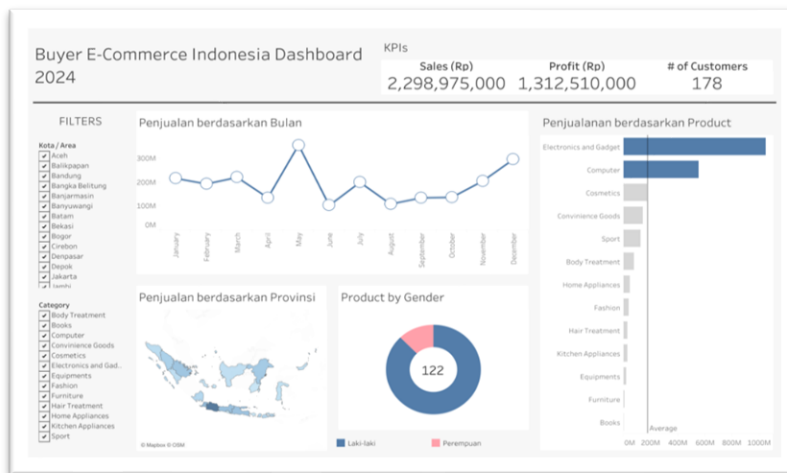 Buyer E-Commerce Indonesia Dashboard
2024
KPIs
Sales (Rp)
2,298,975,000
Profit (Rp)
1,312,510,000
# of Customers
178
FILTERS
Kota / Area
Aceh
Balikpapan
Bandung
Bangka Belitung
Banjarmasin
Banyuwangi
Batam
Bekasi
Bogor
Cirebon
Denpasar
Depok
Jakarta
Jambi
Category
Body Treatment
Books
Computer
Convinience Goods
Cosmetics
Electronics and Gad..
Equipments
Fashion
Furniture
Hair Treatment
Home Appliances
Kitchen Appliances
Sport
Penjualan berdasarkan Bulan
300M
200M
100M
0M
January
February
March
April
May
June
July
August
September
October
November
December
Penjualan berdasarkan Provinsi
© Mapbox © OSM
Product by Gender
122
Laki-laki
Perempuan
Penjualanan berdasarkan Product
Electronics and Gadget
Computer
Cosmetics
Convinience Goods
Sport
Body Treatment
Home Appliances
Fashion
Hair Treatment
Kitchen Appliances
Equipments
Furniture
Books
Average
0M 200M 400M 600M 800M 1000M